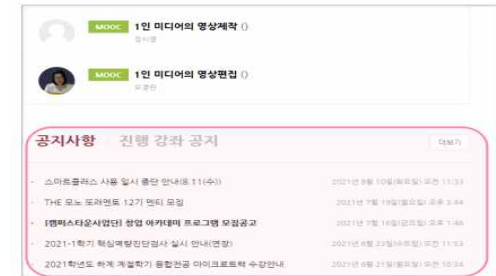 MOOC 1인 미디어의 영상제작 ()
MOOC 1인 미디어의 영상편집 ()
공지사항 진행 강좌 공지 더보기
- 스마트클래스 사용 일시 중단 안내(8.11(수)) 2021년 8월 10일(화요일) 오전 11:33
- THE 모노 또래멘토 12기 멘티 모집 2021년 7월 19일(월요일) 오후 3:44
- [캠퍼스타운사업단] 창업 아카데미 프로그램 모집공고 2021년 7월 16일(금요일) 오후 1:48
- 2021-1학기 핵심역량진단검사 실시 안내(연장) 2021년 6월 23일(수요일) 오전 11:53
- 2021학년도 하계 계절학기 융합전공 마이크로트랙 수강안내 2021년 6월 21일(월요일) 오전 10:34